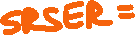 SRSER =